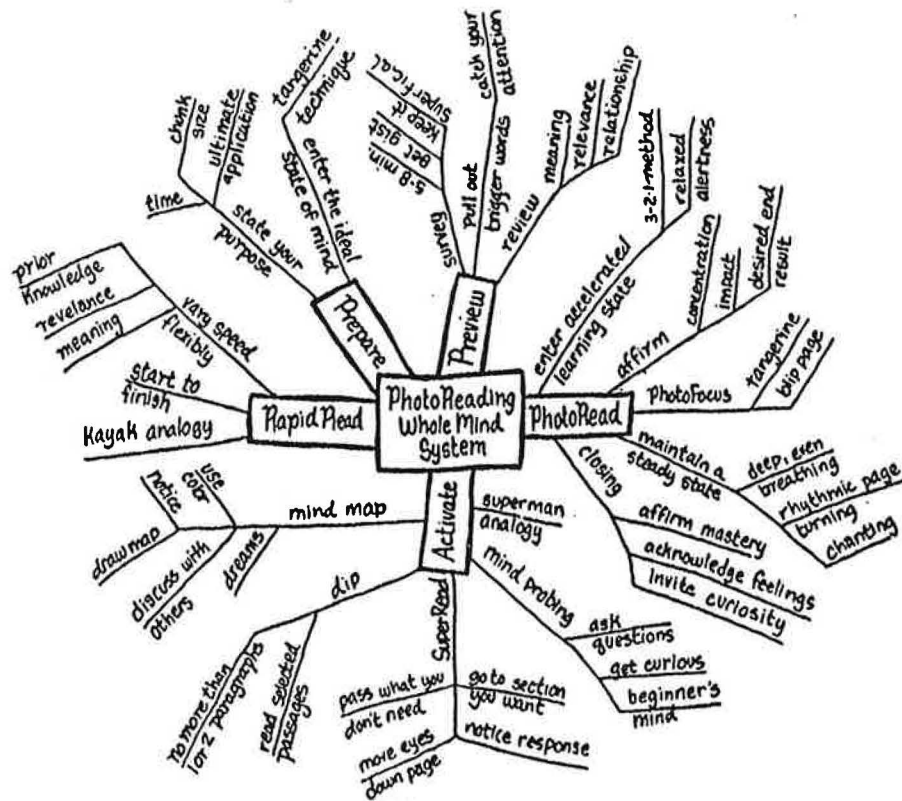 PhotoReading
Whole Mind
System
Prepare
state your
purpose
time
chunk
size
ultimate
application
enter the ideal
state of mind
tangerine
technique
Preview
survey
5-8 min.
get gist
keep it
superfical
pull out
trigger words
catch your
attention
review
meaning
relevance
relationship
PhotoRead
enter accelerated
learning state
3-2-1-method
relaxed
alertness
affirm
concentration
impact
desired end
result
PhotoFocus
tangerine
blip page
maintain a
steady state
deep, even
breathing
rhythmic page
turning
chanting
closing
affirm mastery
acknowledge feelings
invite curiosity
Activate
superman
analogy
mind probing
ask
questions
get curious
beginner's
mind
SuperRead
go to section
you want
notice response
pass what you
don't need
move eyes
down page
dip
read selected
passages
no more than
1 or 2 paragraphs
mind map
dreams
use
color
discuss with
others
notice
draw map
Rapid Read
vary speed
flexibly
prior
knowledge
revelance
meaning
start to
finish
Kayak analogy